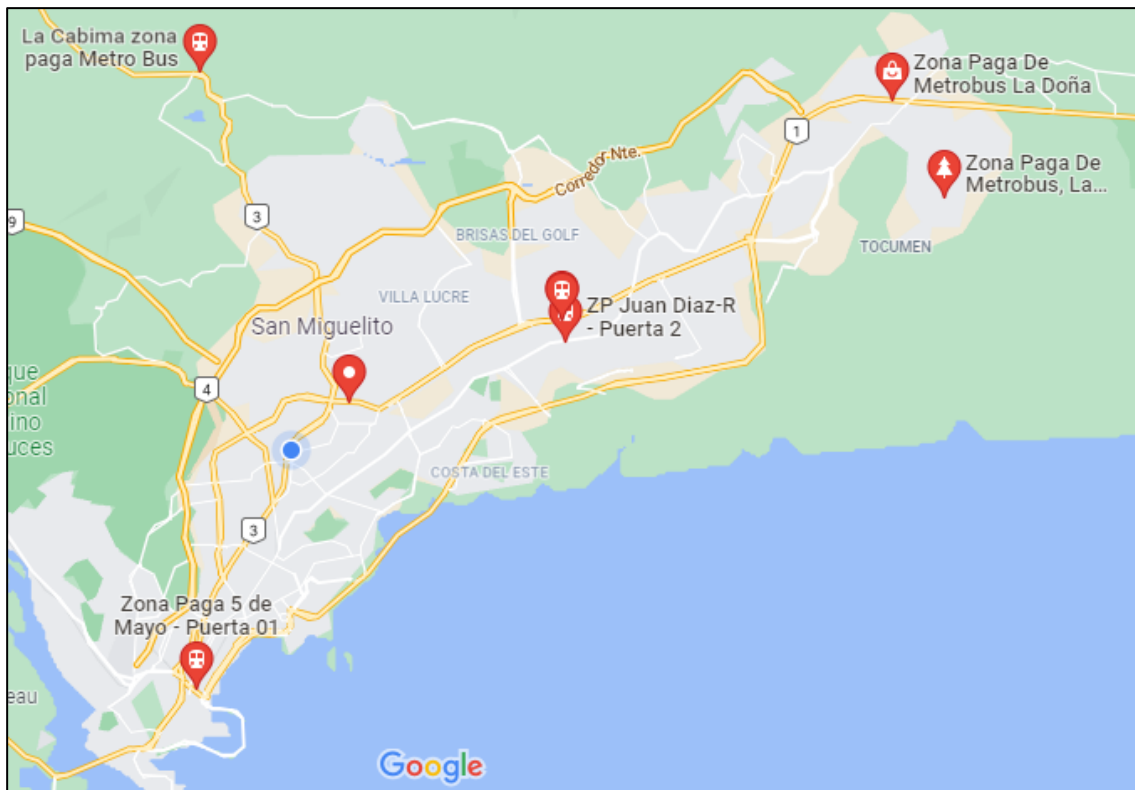 La Cabima zona
paga Metro Bus
Zona Paga De
Metrobus La Doña
1
Corredor Nte.
Zona Paga De
Metrobus, La...
3
9
BRISAS DEL GOLF
TOCUMEN
VILLA LUCRE
ZP Juan Diaz-R
- Puerta 2
San Miguelito
que
onal
ino
uces
4
COSTA DEL ESTE
3
Zona Paga 5 de
Mayo - Puerta 01
eau
Google